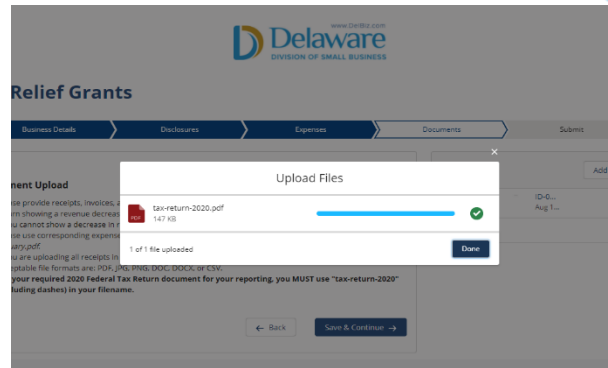 www.DelBiz.com
Delaware
DIVISION OF SMALL BUSINESS
Relief Grants
Business Details
Disclosures
Expenses
Documents
Submit
×
Add
ment Upload
se provide receipts, invoices, a
rn showing a revenue decreas
u cannot show a decrease in r
se use corresponding expense
ary.pdf.
u are uploading all receipts in
eptable file formats are: PDF, JPG, PNG, DOC, DOCX, or CSV.
your required 2020 Federal Tax Return document for your reporting, you MUST use "tax-return-2020"
luding dashes) in your filename.
Upload Files
PDF
tax-return-2020.pdf
147 KB
1 of 1 file uploaded
Done
ID-0...
Aug 1...
← Back
Save & Continue →